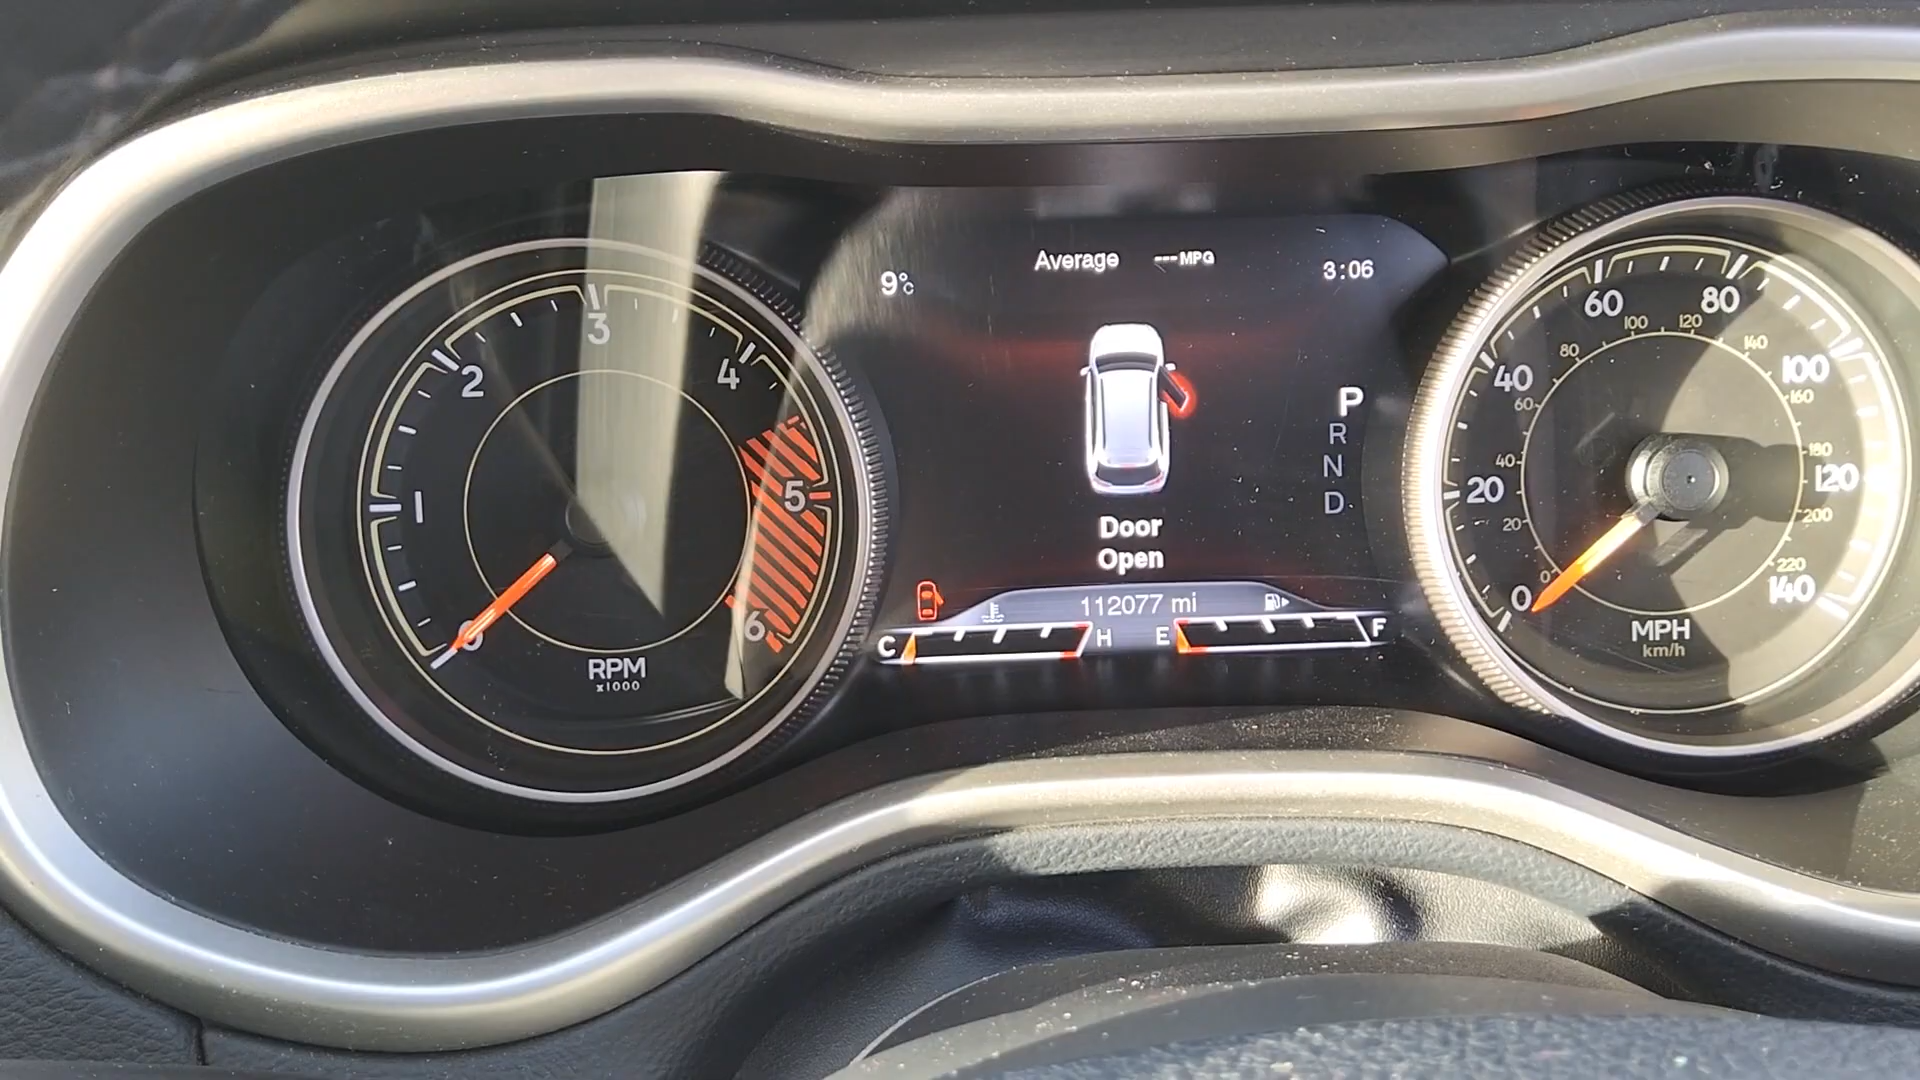 Average ---MPG
9°C
3:06
P
R
N
D
Door
Open
112077 mi
C H E F
0 1 2 3 4 5 6
RPM
x1000
0 20 40 60 80 100 120 140
0 20 40 60 80 100 120 140 160 180 200 220
MPH
km/h